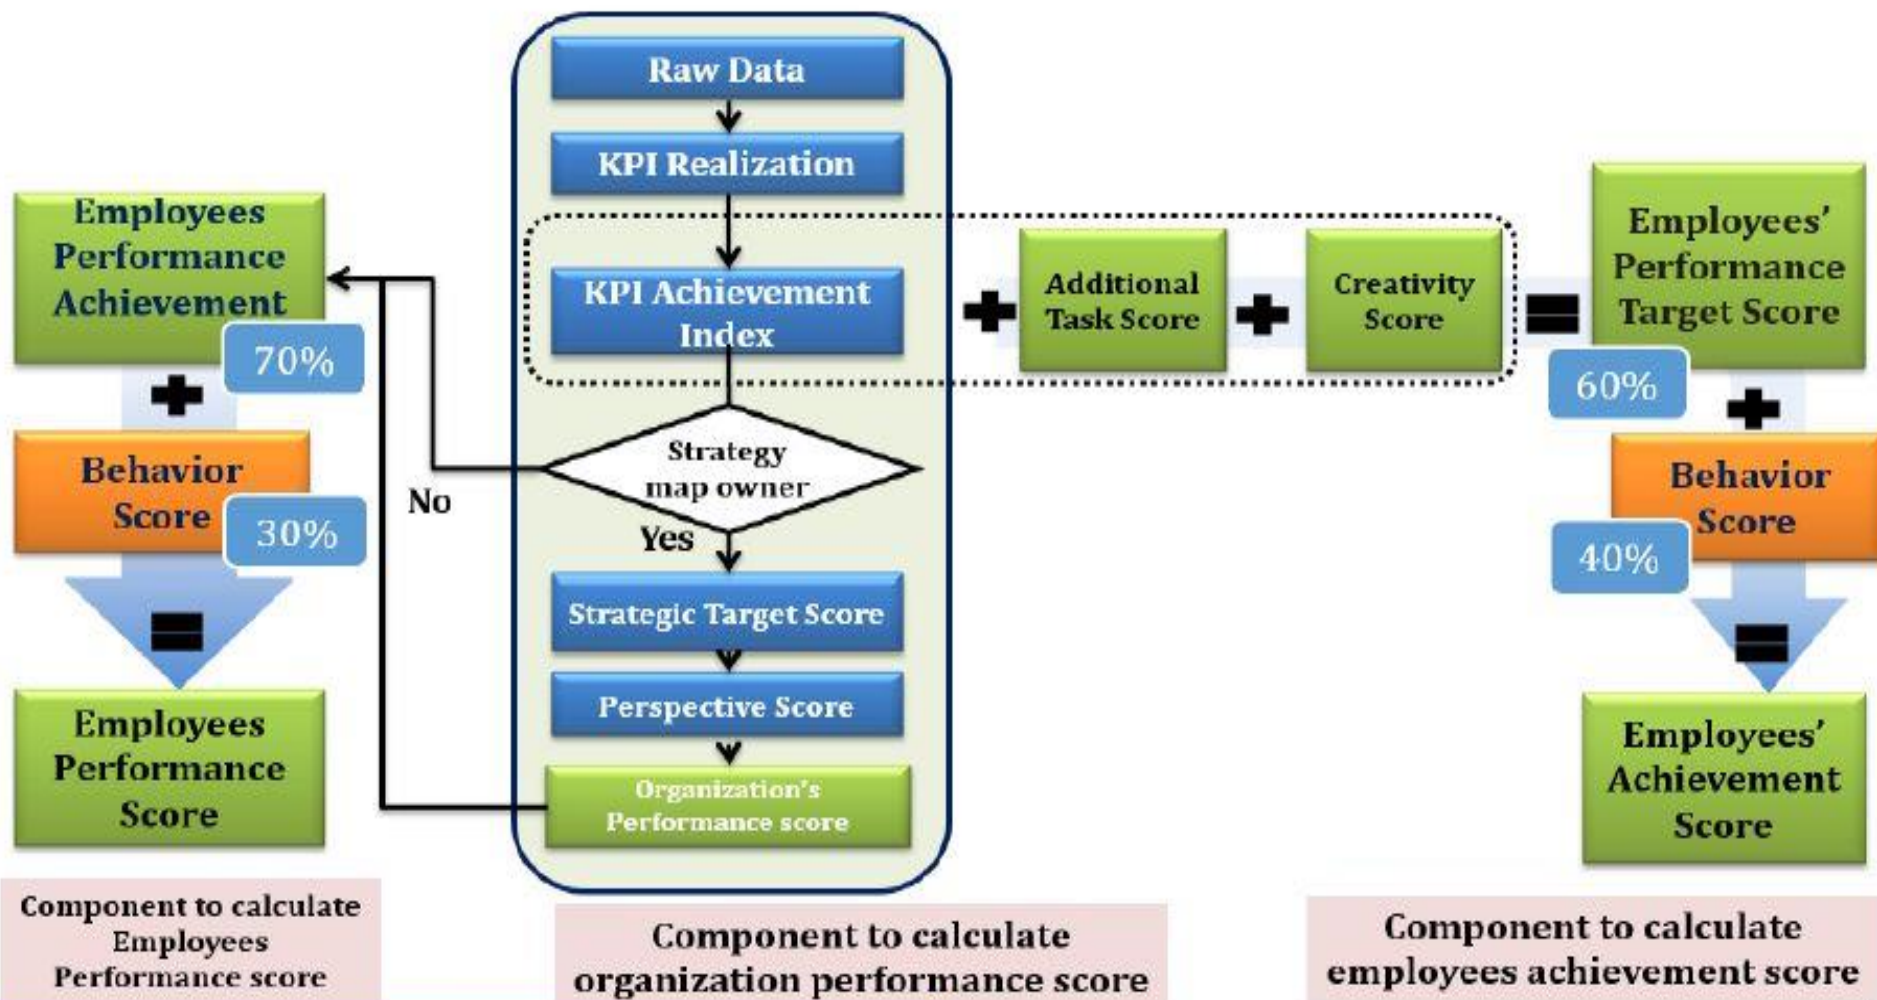 Raw Data
KPI Realization
KPI Achievement
Index
Strategy
map owner
No
Yes
Strategic Target Score
Perspective Score
Organization's
Performance score
Component to calculate
organization performance score
Employees
Performance
Achievement
70%
+
Behavior
Score
30%
=
Employees
Performance
Score
Component to calculate
Employees
Performance score
+
Additional
Task Score
+
Creativity
Score
=
Employees’
Performance
Target Score
60%
+
Behavior
Score
40%
=
Employees’
Achievement
Score
Component to calculate
employees achievement score